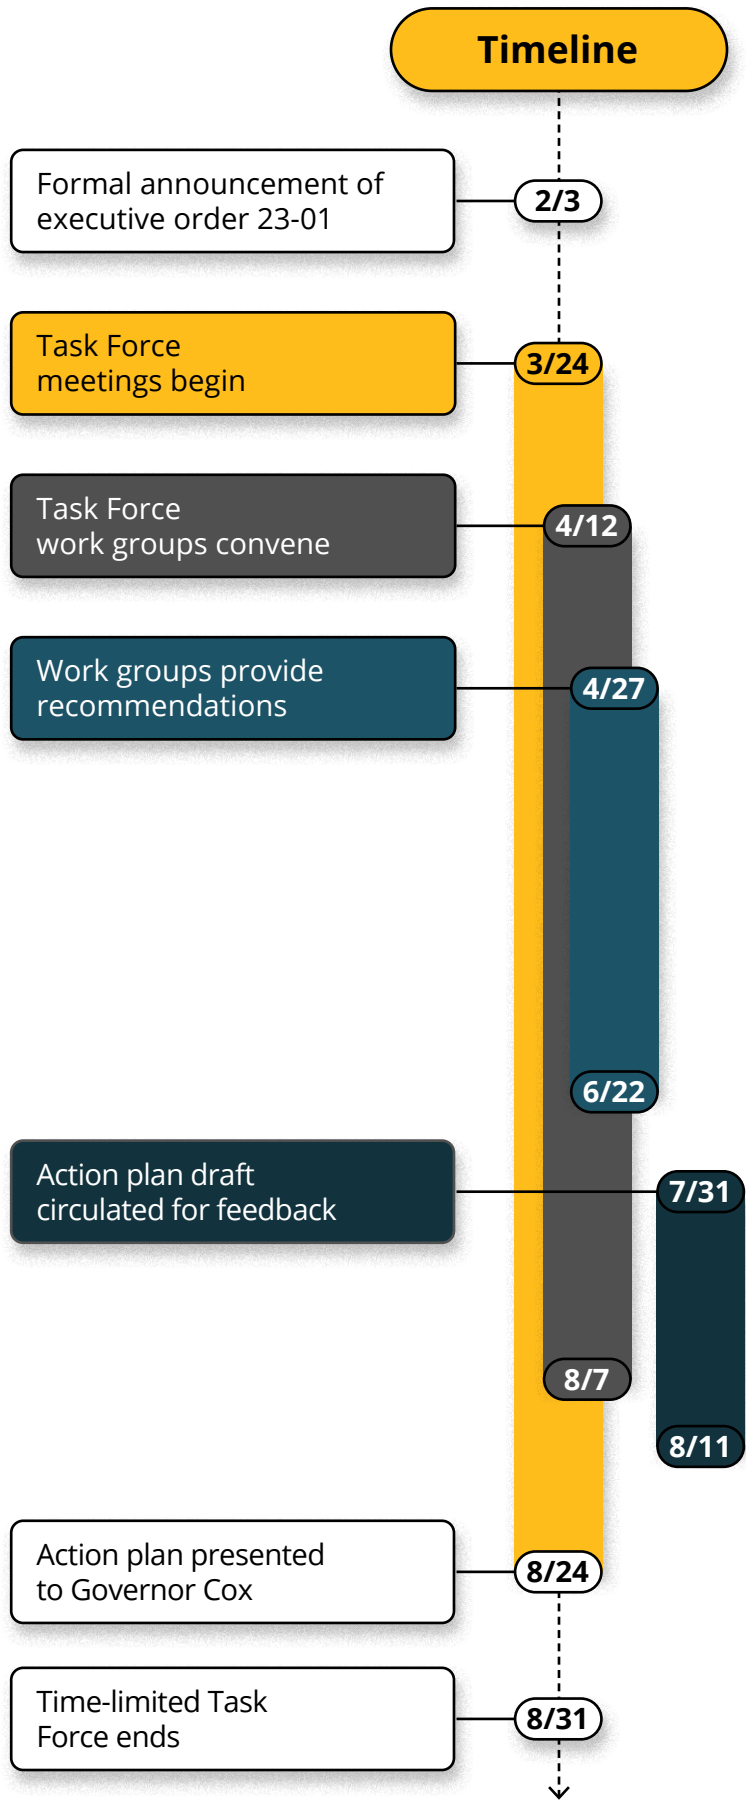 Timeline
Formal announcement of
executive order 23-01
2/3
Task Force
meetings begin
3/24
Task Force
work groups convene
4/12
Work groups provide
recommendations
4/27
6/22
Action plan draft
circulated for feedback
7/31
8/7
8/11
Action plan presented
to Governor Cox
8/24
Time-limited Task
Force ends
8/31